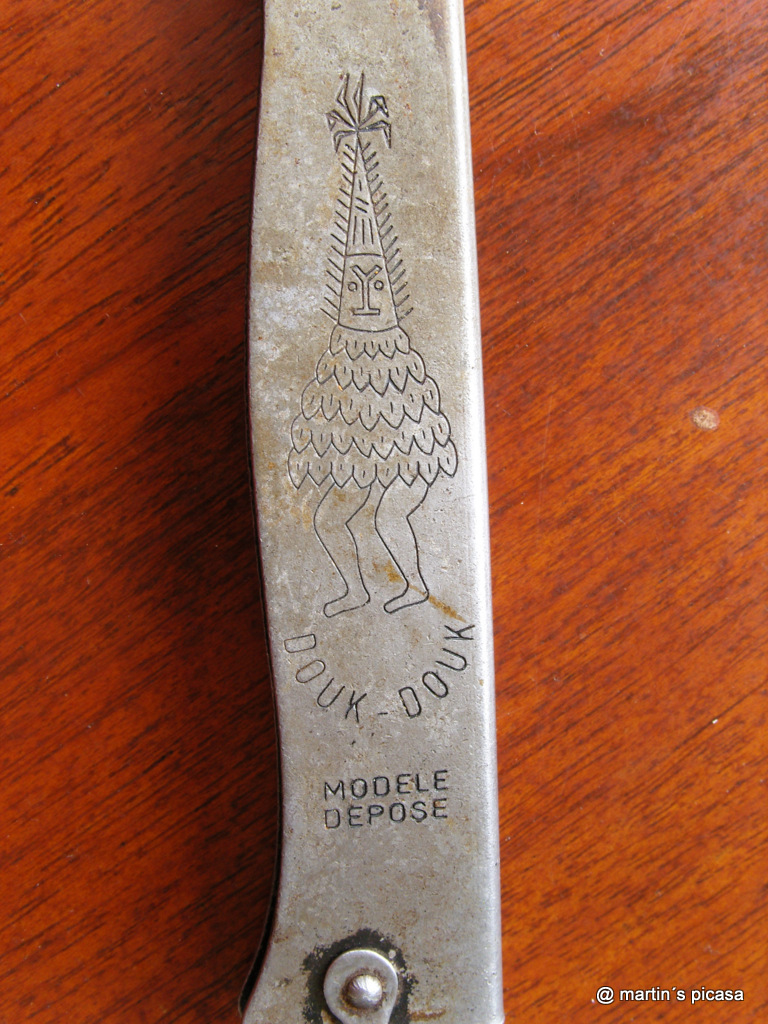 DOUK-DOUK
MODELE
DEPOSE
@ martin´s picasa